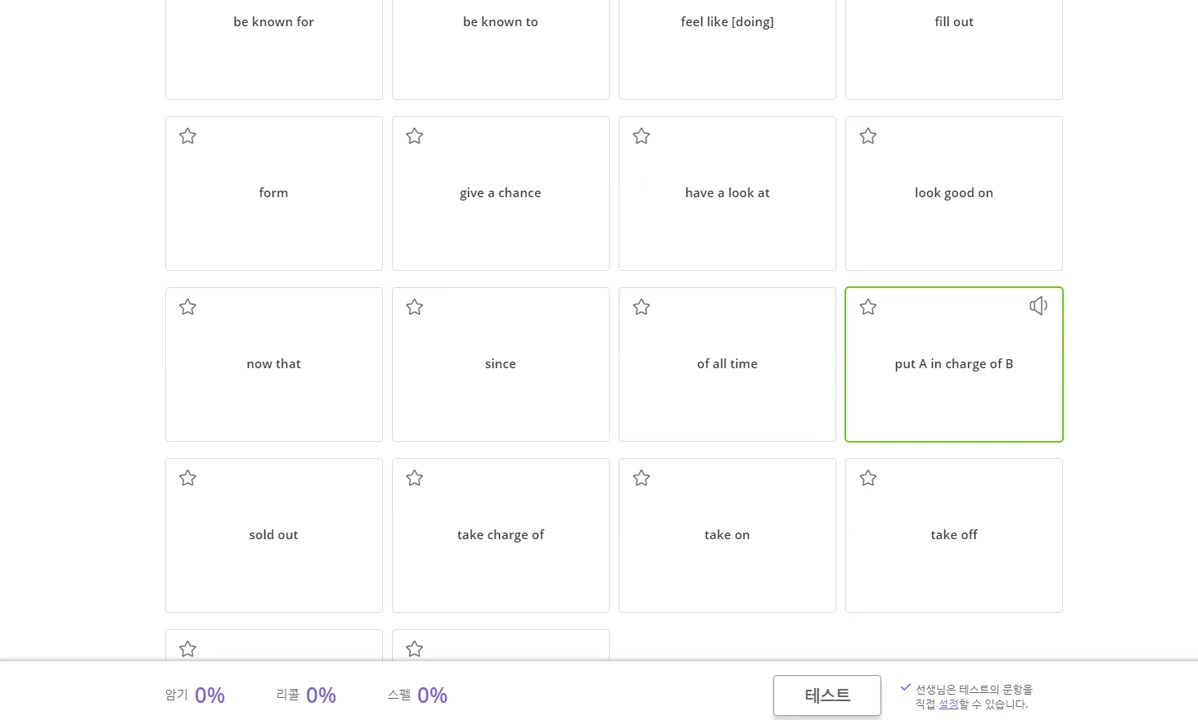 be known for
be known to
feel like [doing]
fill out
form
give a chance
have a look at
look good on
now that
since
of all time
put A in charge of B
sold out
take charge of
take on
take off
암기 0%
리콜 0%
스펠 0%
테스트
선생님은 테스트의 문항을
직접 설정할 수 있습니다.